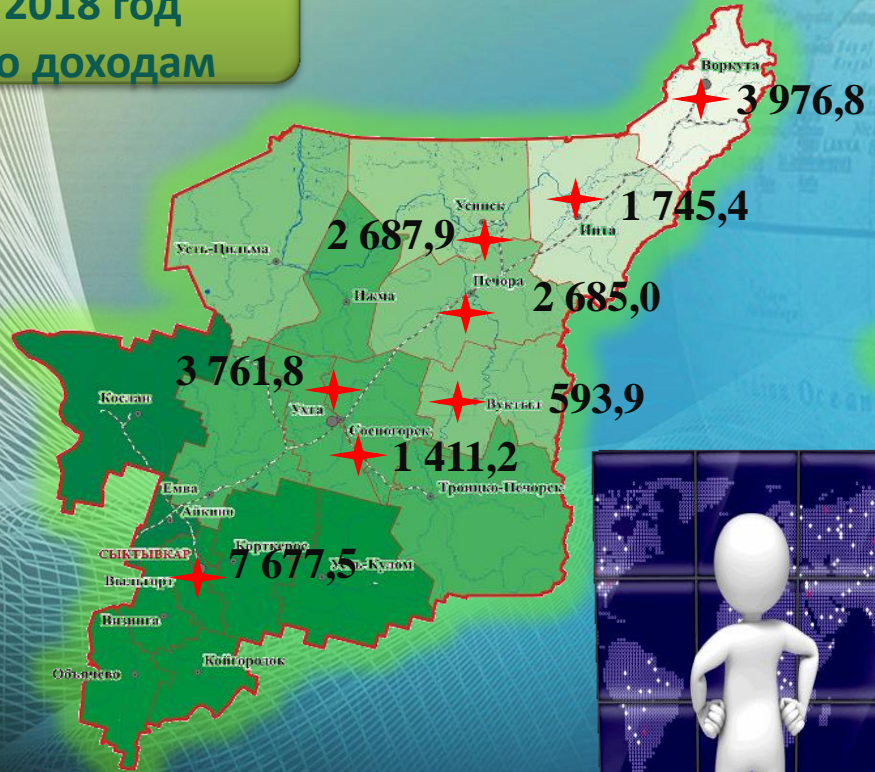 2018 год
о доходам
Воркута
3 976,8
Усинск
Инта
1 745,4
2 687,9
Усть-Цильма
Печора
Ижма
2 685,0
3 761,8
Кослан
Вуктыл
593,9
Ухта
Сосногорск
1 411,2
Троицко-Печорск
Емва
Айкино
СЫКТЫВКАР
Корткерос
7 677,5
Усть-Кулом
Выльгорт
Визинга
Койгородок
Объячево